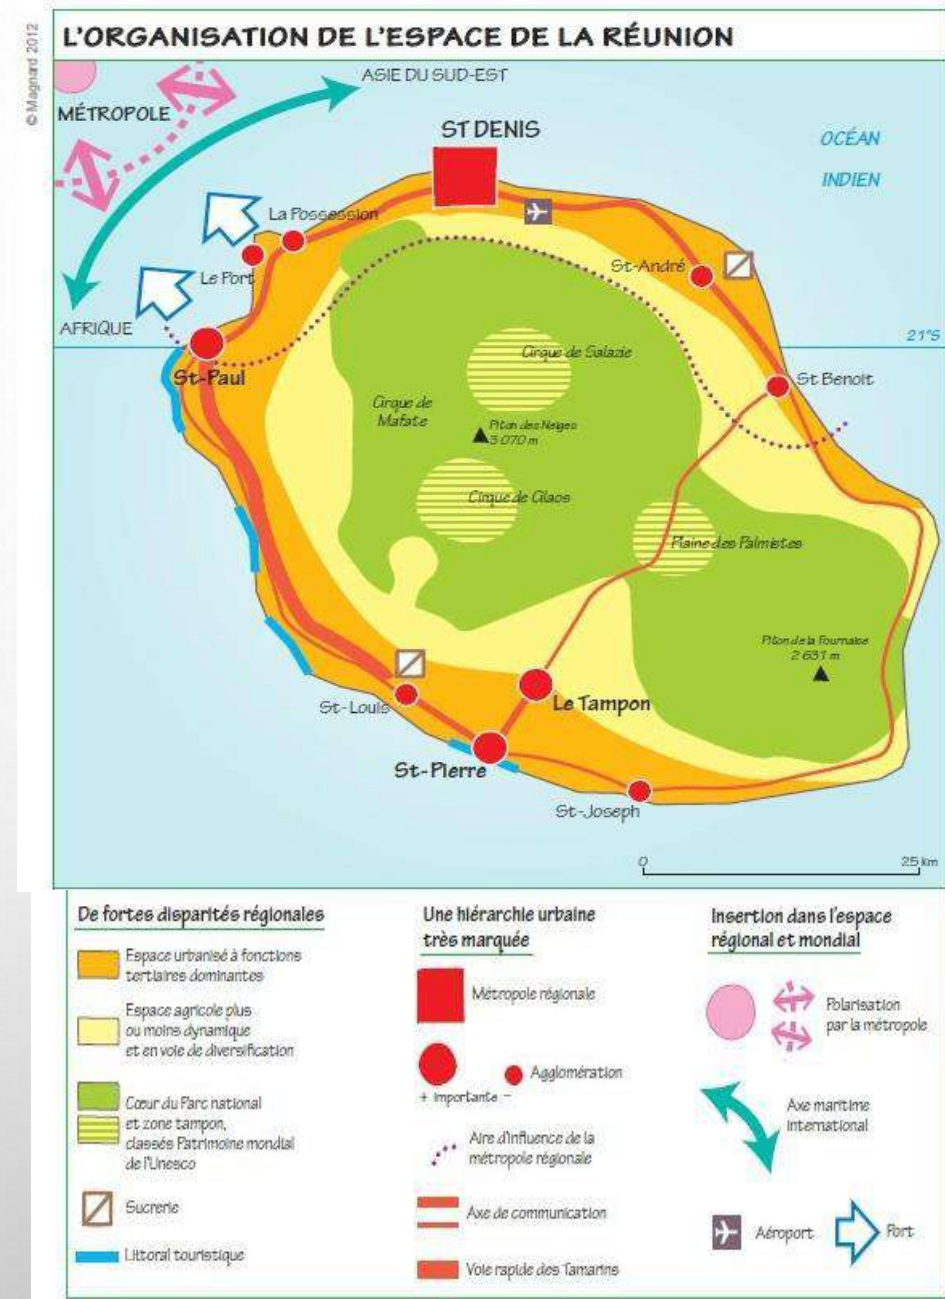 © Magnard 2012
L'ORGANISATION DE L'ESPACE DE LA RÉUNION
ASIE DU SUD-EST
MÉTROPOLE
ST DENIS
OCÉAN
INDIEN
La Possession
Le Port
St-André
AFRIQUE
21°S
St-Paul
Cirque de Salazie
St Benoit
Cirque de
Mafate
Piton des Neiges
3 070 m
Cirque de Cilaos
Plaine des Palmistes
Piton de la Fournaise
2 631 m
St-Louis
Le Tampon
St-Pierre
St-Joseph
0
25 km
De fortes disparités régionales
Espace urbanisé à fonctions
tertiaires dominantes
Espace agricole plus
ou moins dynamique
et en voie de diversification
Cœur du Parc national
et zone tampon,
classés Patrimoine mondial
de l'Unesco
Sucrerie
Littoral touristique
Une hiérarchie urbaine
très marquée
Métropole régionale
Agglomération
+ importante -
Aire d'influence de la
métropole régionale
Axe de communication
Voie rapide des Tamarins
Insertion dans l'espace
régional et mondial
Polarisation
par la métropole
Axe maritime
international
Aéroport
Port